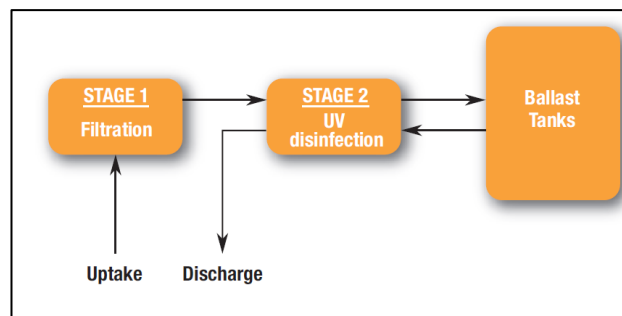 STAGE 1
Filtration
STAGE 2
UV
disinfection
Ballast
Tanks
Uptake
Discharge